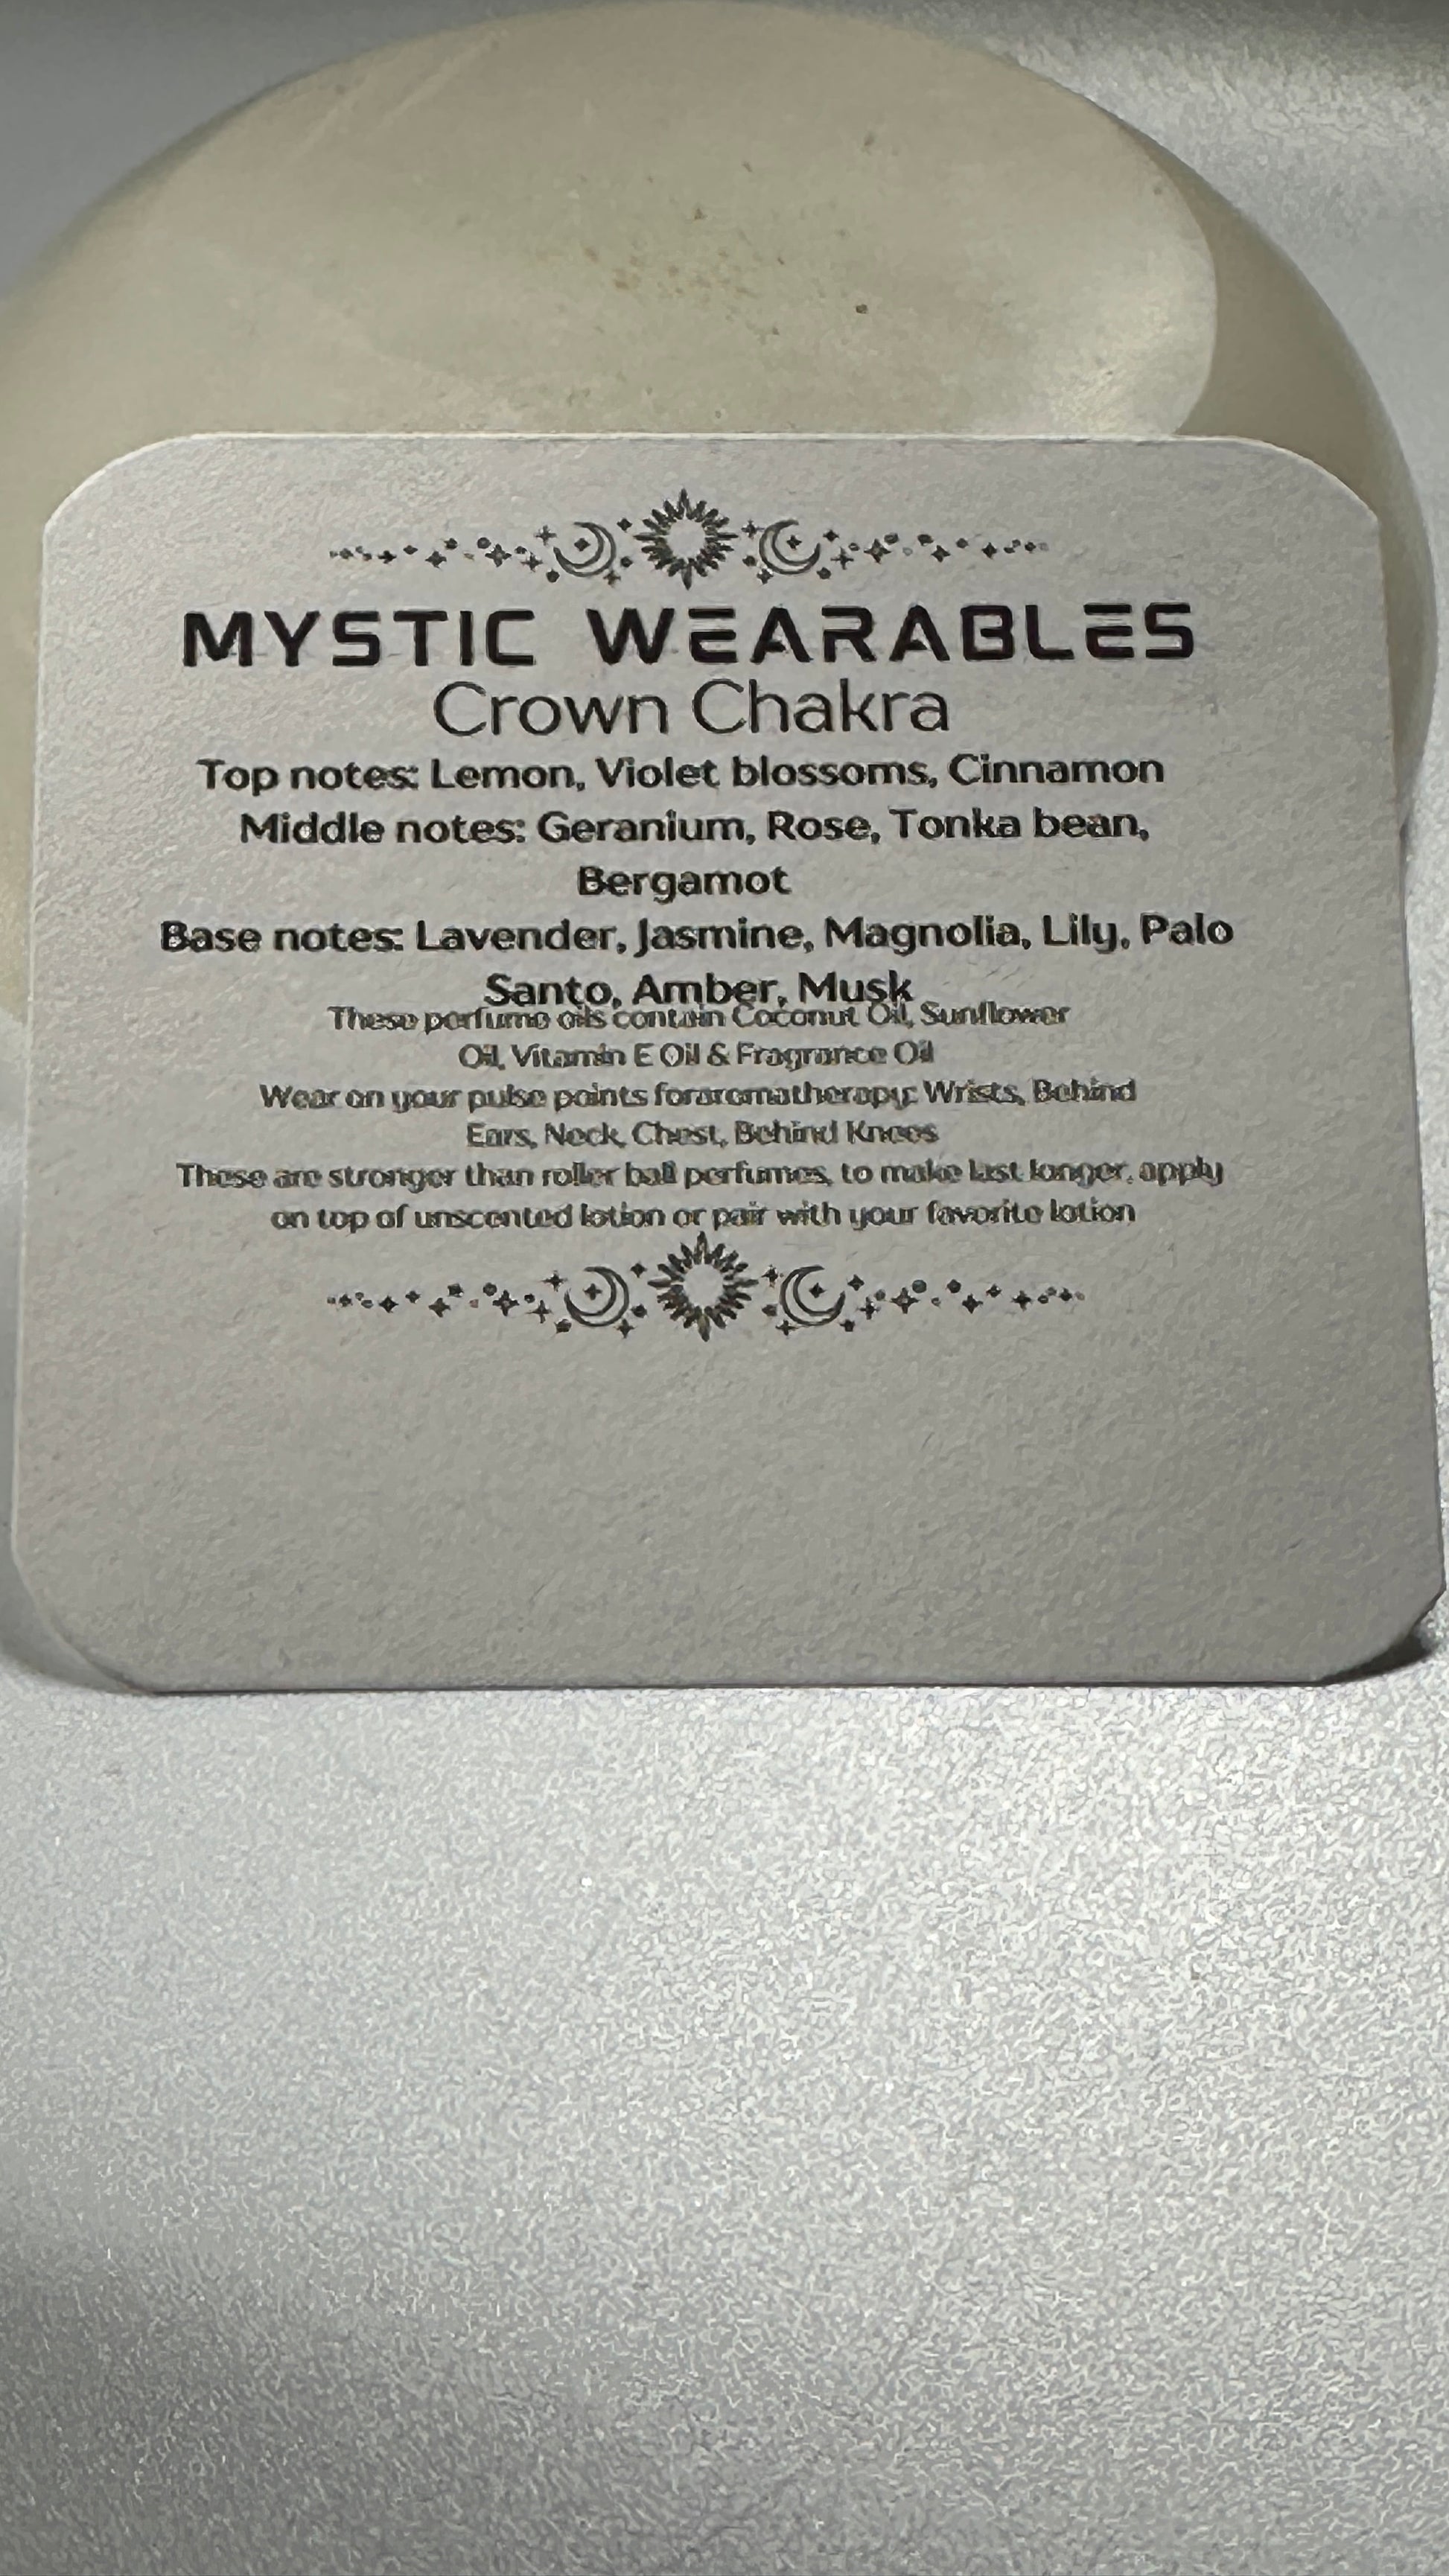 MYSTIC WEARABLES
Crown Chakra
Top notes: Lemon, Violet blossoms, Cinnamon
Middle notes: Geranium, Rose, Tonka bean,
Bergamot
Base notes: Lavender, Jasmine, Magnolia, Lily, Palo
Santo, Amber, Musk
These perfume oils contain Coconut Oil, Sunflower
Oil, Vitamin E Oil & Fragrance Oil
Wear on your pulse points foraromatherapy: Wrists, Behind
Ears, Neck, Chest, Behind Knees
These are stronger than roller ball perfumes, to make last longer, apply
on top of unscented lotion or pair with your favorite lotion